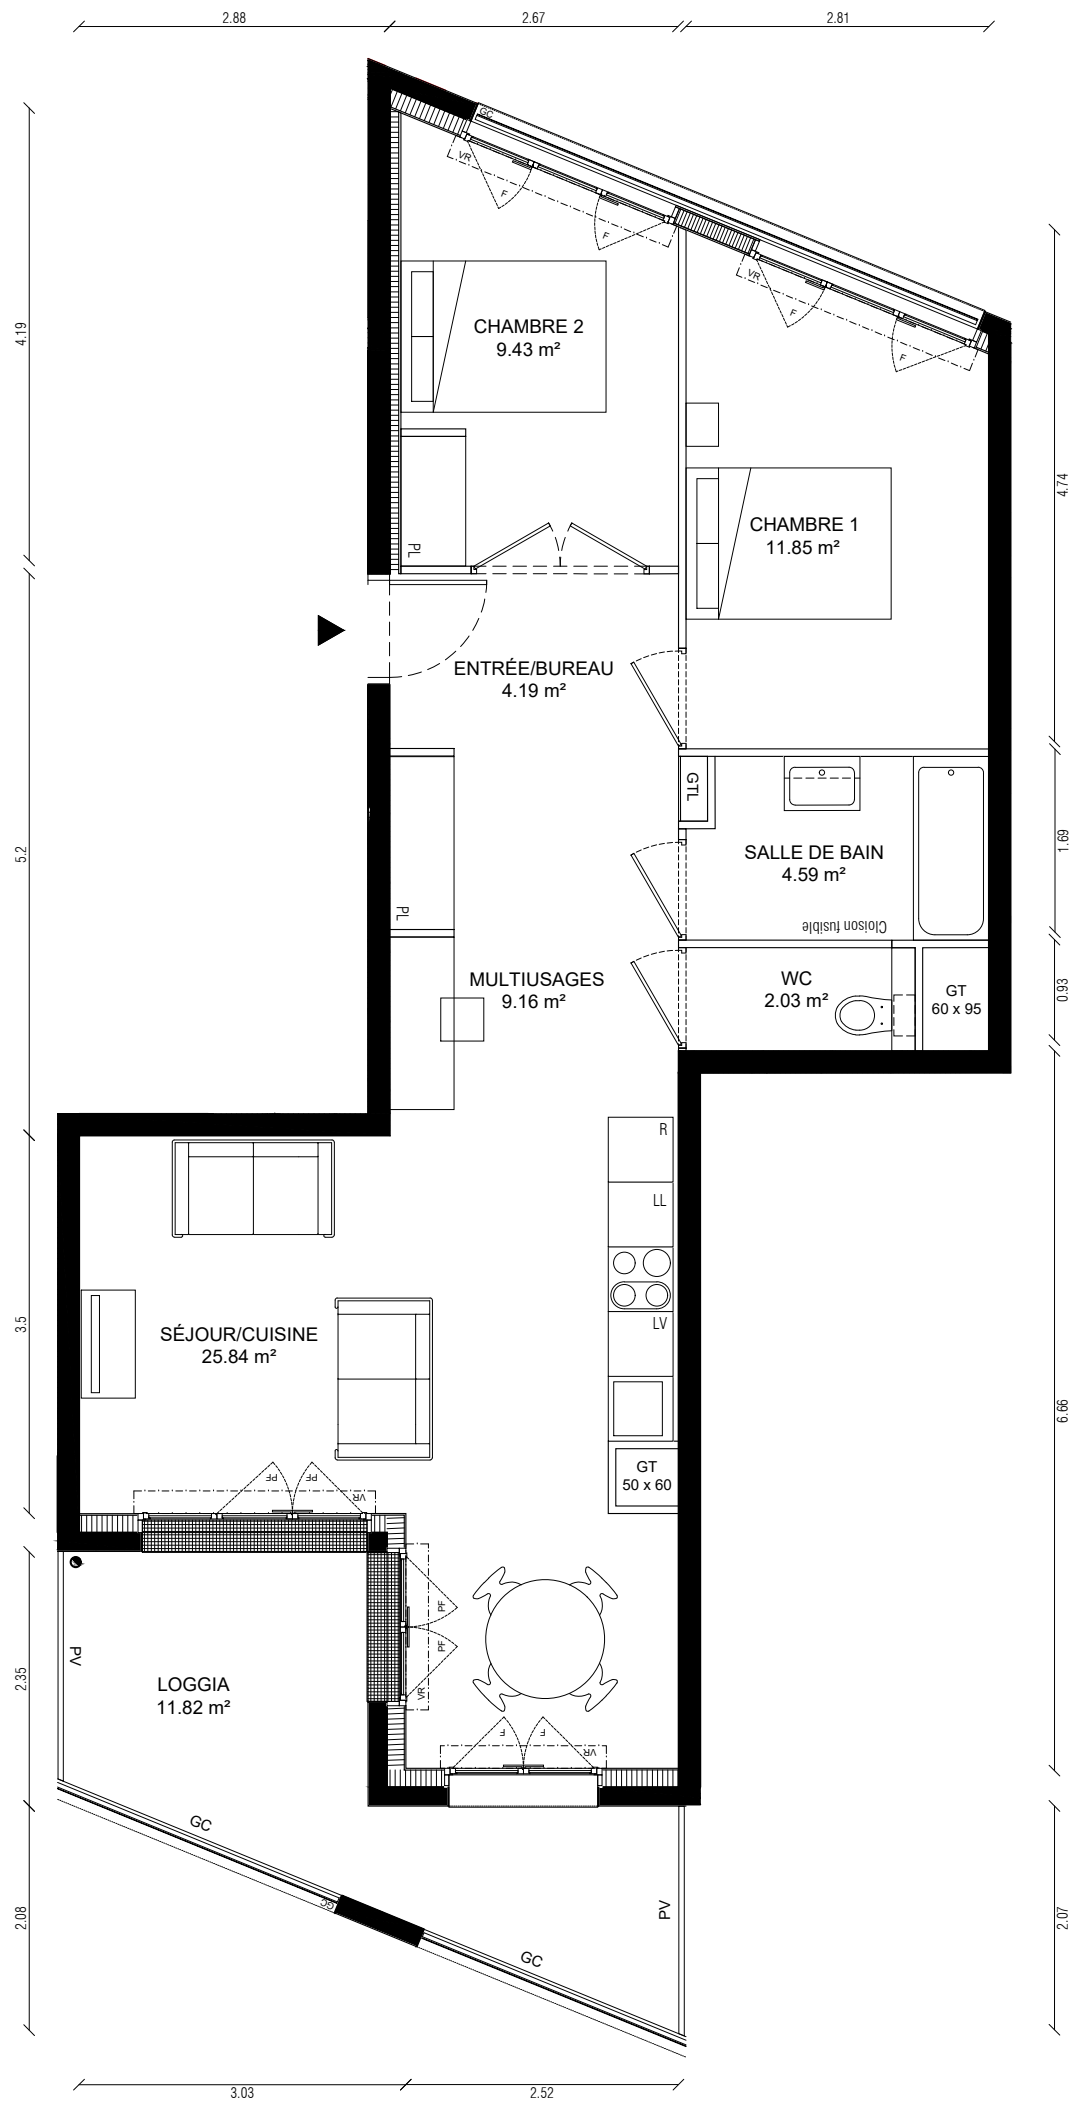 2.88
2.67
2.81
GC
VR
F
F
VR
F
F
4.19
CHAMBRE 2
9.43 m²
4.74
CHAMBRE 1
11.85 m²
PL
ENTRÉE/BUREAU
4.19 m²
GTL
5.2
1.69
SALLE DE BAIN
4.59 m²
PL
Cloison fusible
MULTIUSAGES
9.16 m²
WC
2.03 m²
GT
60 x 95
0.93
R
LL
LV
3.5
SÉJOUR/CUISINE
25.84 m²
6.66
GT
50 x 60
PF
PF
VR
PF
PF
VR
PV
2.35
LOGGIA
11.82 m²
F
F
VR
GC
GC
GC
PV
2.08
2.07
3.03
2.52